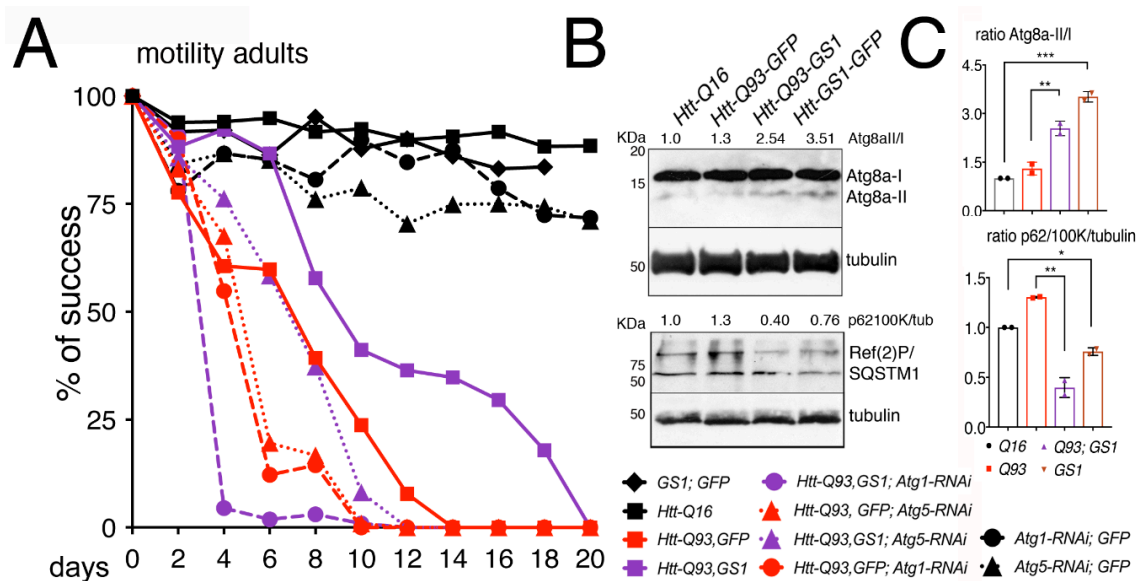 A
motility adults
% of success
100
75
50
25
0
0 2 4 6 8 10 12 14 16 18 20
days
B
Htt-Q16
Htt-Q93-GFP
Htt-Q93-GS1
Htt-GS1-GFP
KDa 1.0 1.3 2.54 3.51 Atg8aII/I
20
15
Atg8a-I
Atg8a-II
50 tubulin
KDa 1.0 1.3 0.40 0.76 p62100K/tub
75
50
Ref(2)P/
SQSTM1
50 tubulin
C
ratio Atg8a-II/I
***
**
4.5
3.0
1.5
0.0
ratio p62/100K/tubulin
*
**
1.5
1.0
0.5
0.0
Q16 Q93; GS1
Q93 GS1
GS1; GFP
Htt-Q16
Htt-Q93,GFP
Htt-Q93,GS1
Htt-Q93,GS1; Atg1-RNAi
Htt-Q93, GFP; Atg5-RNAi
Htt-Q93,GS1; Atg5-RNAi
Htt-Q93,GFP; Atg1-RNAi
Atg1-RNAi; GFP
Atg5-RNAi; GFP